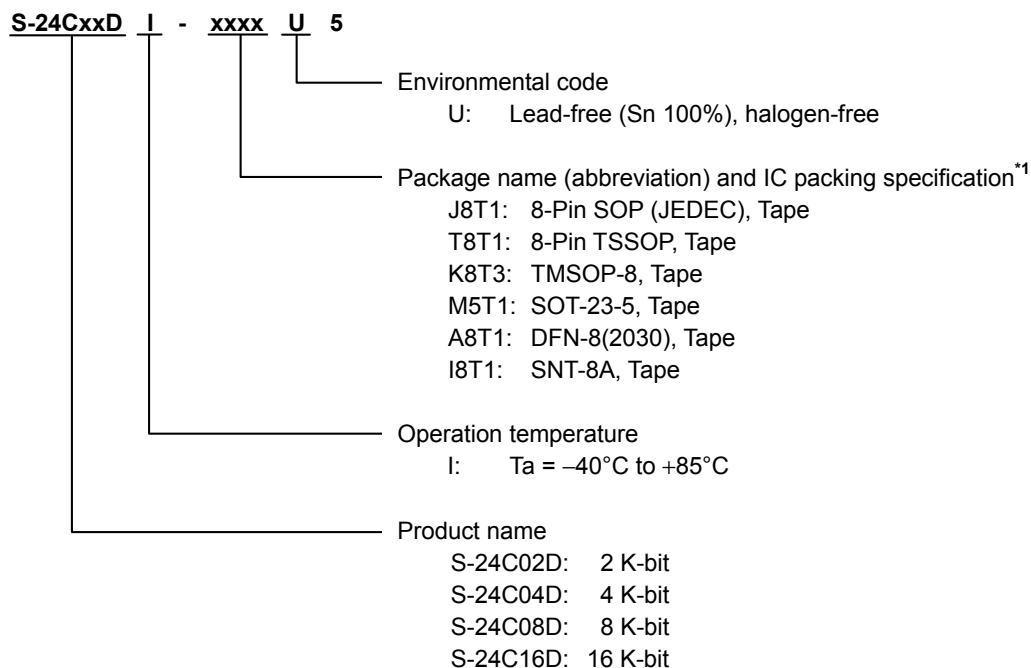 S-24CxxD I - xxxx U 5
Environmental code
U: Lead-free (Sn 100%), halogen-free
Package name (abbreviation) and IC packing specification*1
J8T1: 8-Pin SOP (JEDEC), Tape
T8T1: 8-Pin TSSOP, Tape
K8T3: TMSOP-8, Tape
M5T1: SOT-23-5, Tape
A8T1: DFN-8(2030), Tape
I8T1: SNT-8A, Tape
Operation temperature
I: Ta = −40°C to +85°C
Product name
S-24C02D: 2 K-bit
S-24C04D: 4 K-bit
S-24C08D: 8 K-bit
S-24C16D: 16 K-bit